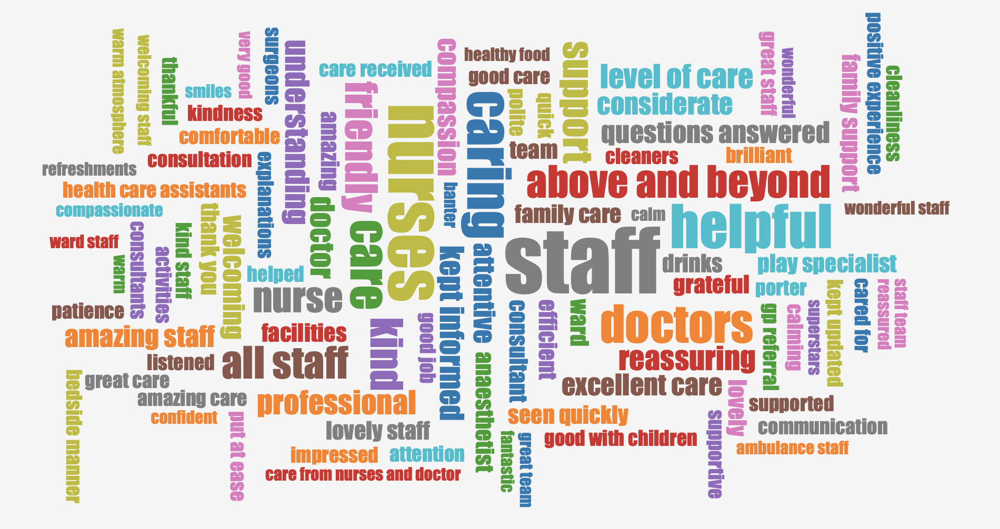 warm atmosphere
welcoming staff
thankful
smiles
very good
surgeons
understanding
kindness
comfortable
consultation
refreshments
health care assistants
compassionate
explanations
care received
friendly
amazing
nurses
compassion
healthy food
good care
caring
polite
quick
support
team
level of care
considerate
questions answered
cleaners
brilliant
great staff
wonderful
family support
positive experience
cleanliness
above and beyond
wonderful staff
family care
calm
helpful
banter
doctor
care
ward staff
warm
consultants
activities
kind staff
thank you
welcoming
helped
nurse
patience
amazing staff
facilities
listened
all staff
kind
good job
kept informed
attentive
staff
drinks
grateful
play specialist
porter
consultant
efficient
ward
doctors
reassuring
gp referral
calming
superstars
kept updated
cared for
reassured
staff team
excellent care
anaesthetist
bedside manner
great care
amazing care
confident
put at ease
professional
lovely staff
impressed
attention
care from nurses and doctor
seen quickly
fantastic
great team
good with children
lovely
supportive
supported
communication
ambulance staff